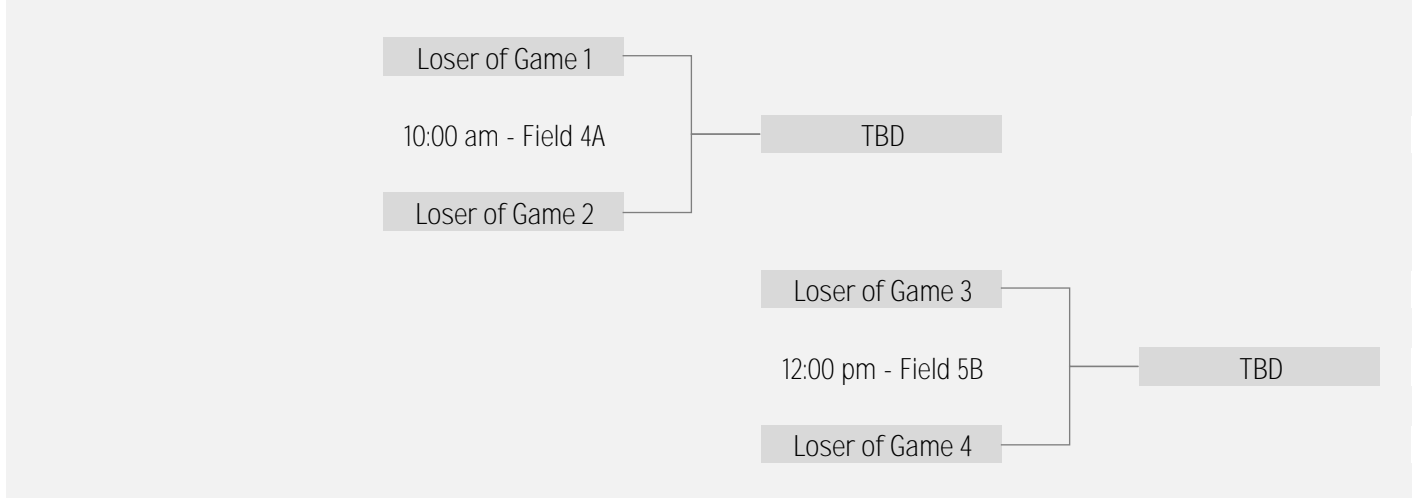 Loser of Game 1
10:00 am - Field 4A
TBD
Loser of Game 2
Loser of Game 3
12:00 pm - Field 5B
TBD
Loser of Game 4